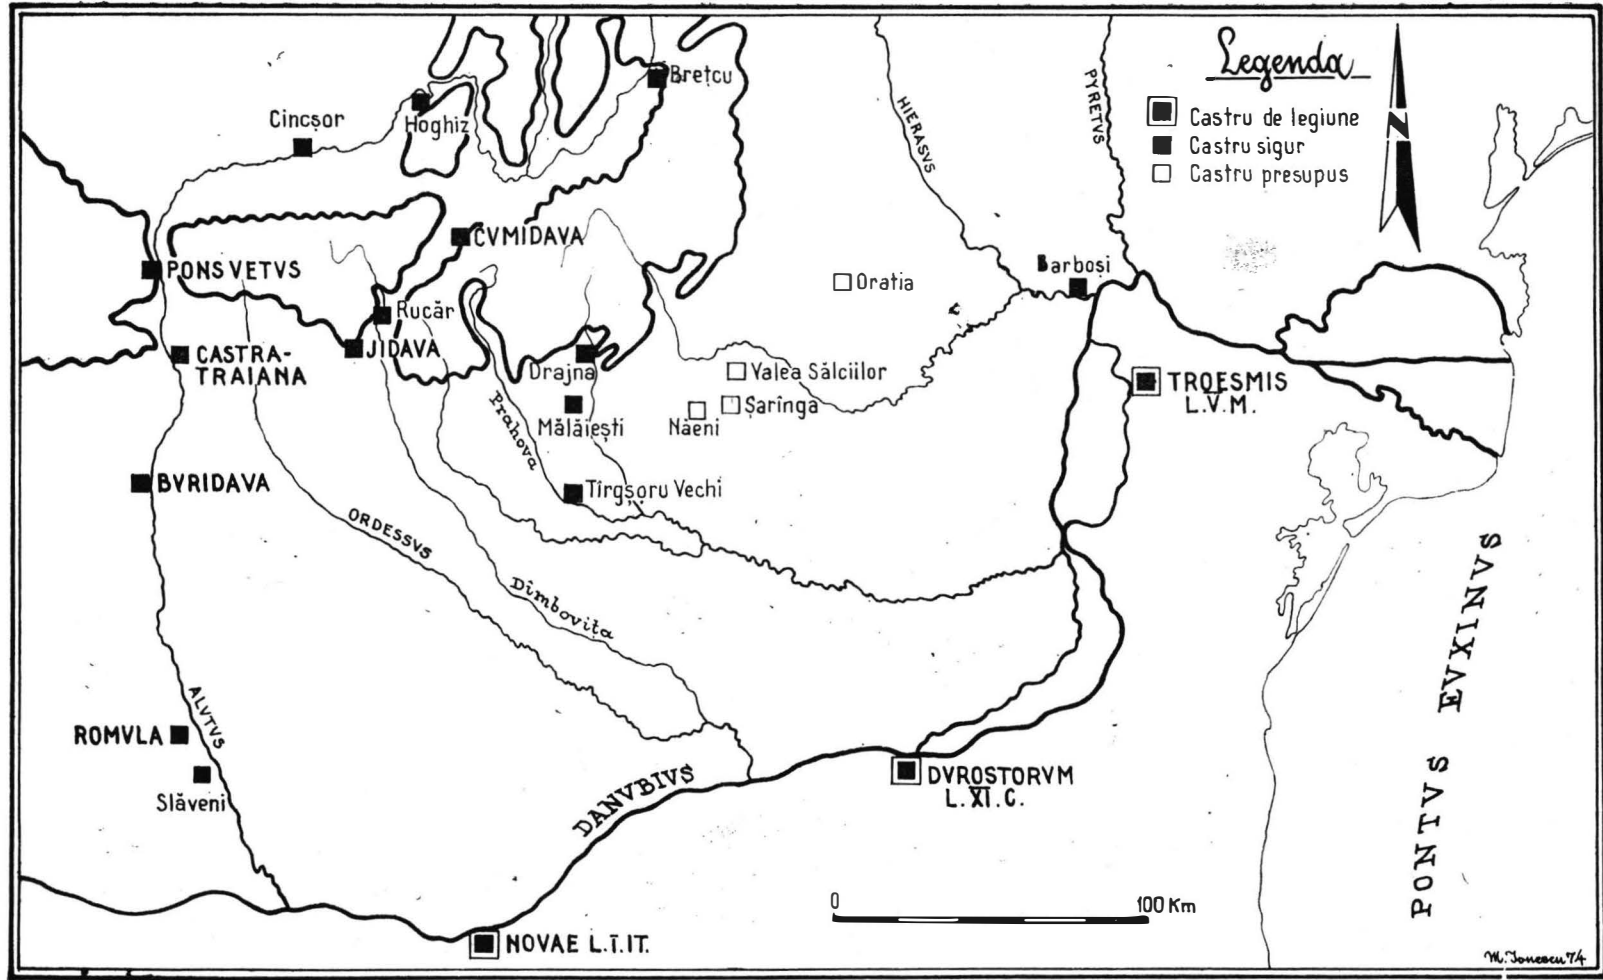 Legenda
Castru de legiune
Castru sigur
Castru presupus
N
Brețcu
Cincșor
Hoghiz
HIERASVS
PYRETVS
CVMIDAVA
PONS VETVS
Barboși
Oratia
Rucăr
JIDAVA
CASTRA-
TRAIANA
Drajna
Valea Sălciilor
TROESMIS
L.V.M.
Șarînga
Prahova
Mălăiești
Năeni
BVRIDAVA
Tîrgșoru Vechi
ORDESSVS
Dîmbovița
PONTVS EVXINVS
ALVTVS
ROMVLA
Slăveni
DANVBIVS
DVROSTORVM
L.XI.C.
0
100 Km
NOVAE L.I.IT.
M. Ionescu 74